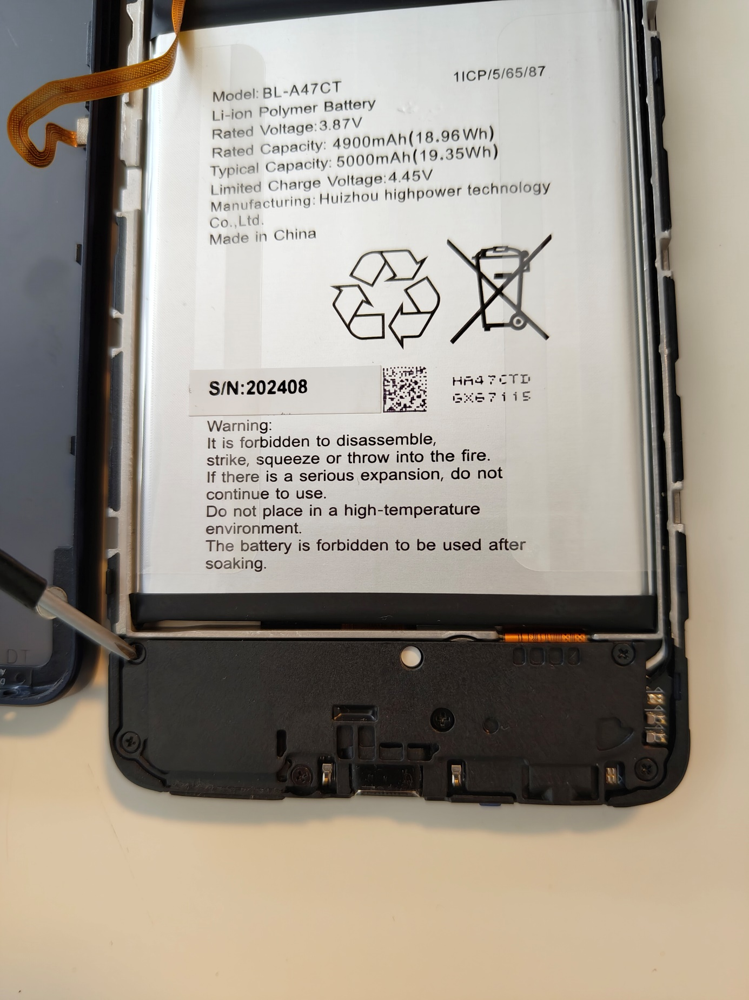 1ICP/5/65/87
Model: BL-A47CT
Li-ion Polymer Battery
Rated Voltage:3.87V
Rated Capacity: 4900mAh(18.96Wh)
Typical Capacity: 5000mAh(19.35Wh)
Limited Charge Voltage:4.45V
Manufacturing: Huizhou highpower technology
Co.,Ltd.
Made in China
S/N:202408
HA47CTD
GX67115
Warning:
It is forbidden to disassemble,
strike, squeeze or throw into the fire.
If there is a serious expansion, do not
continue to use.
Do not place in a high-temperature
environment.
The battery is forbidden to be used after
soaking.
DT